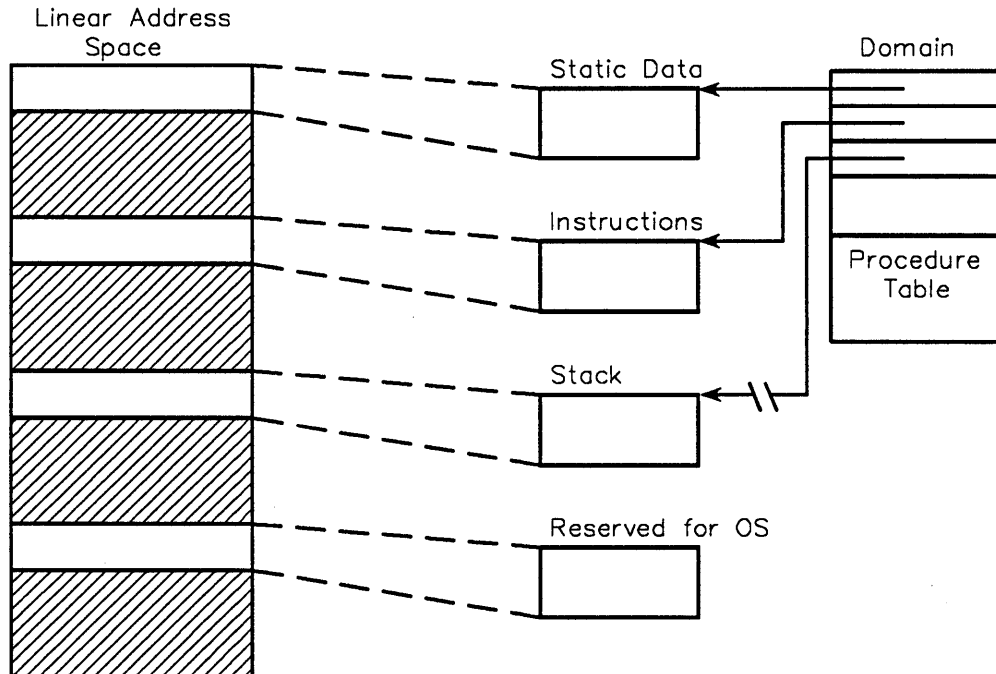 Linear Address
Space
Static Data
Domain
Instructions
Procedure
Table
Stack
Reserved for OS